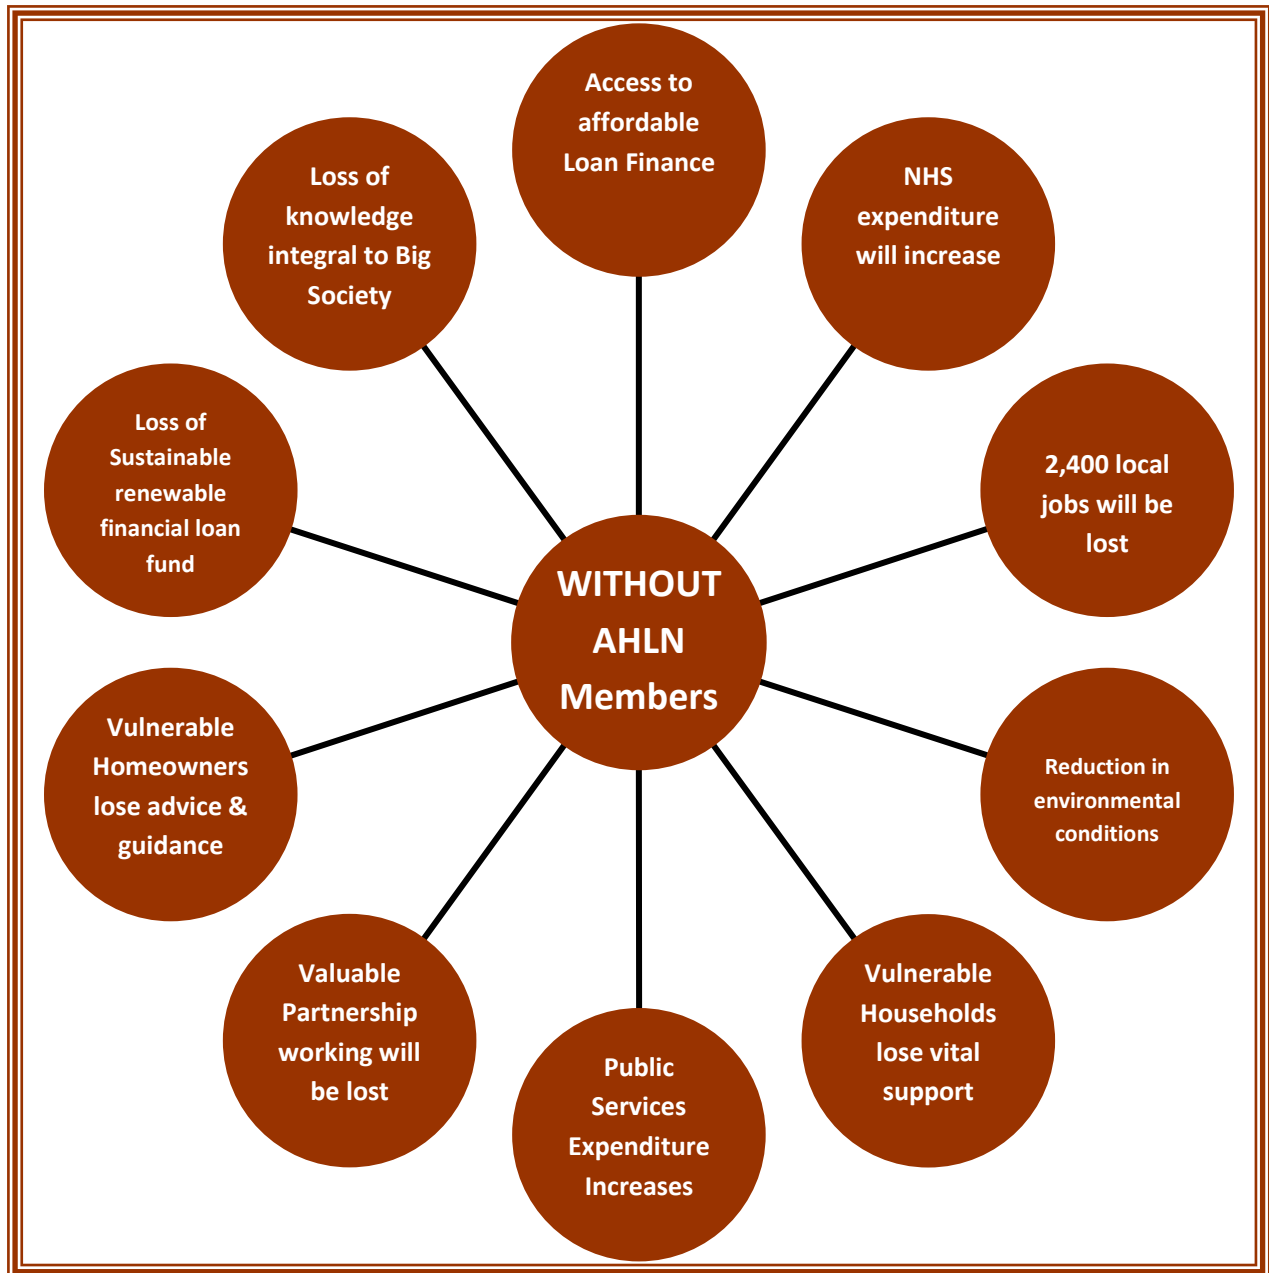 Access to
affordable
Loan Finance
NHS
expenditure
will increase
2,400 local
jobs will be
lost
Reduction in
environmental
conditions
Vulnerable
Households
lose vital
support
Public
Services
Expenditure
Increases
Valuable
Partnership
working will
be lost
Vulnerable
Homeowners
lose advice &
guidance
Loss of
Sustainable
renewable
financial loan
fund
Loss of
knowledge
integral to Big
Society
WITHOUT
AHLN
Members